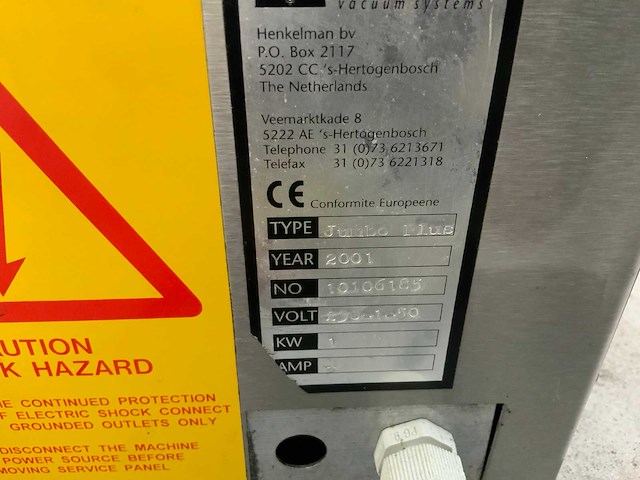 vacuum systems
Henkelman bv
P.O. Box 2117
5202 CC 's-Hertogenbosch
The Netherlands
Veemarktkade 8
5222 AE 's-Hertogenbosch
Telephone 31 (0)73 6213671
Telefax 31 (0)73 6221318
CE Conformite Europeene
TYPE Jumbo Plus
YEAR 2001
NO 10106185
VOLT
KW 1
AMP
AUTION
K HAZARD
E CONTINUED PROTECTION
F ELECTRIC SHOCK CONNECT
GROUNDED OUTLETS ONLY
DISCONNECT THE MACHINE
POWER SOURCE BEFORE
MOVING SERVICE PANEL